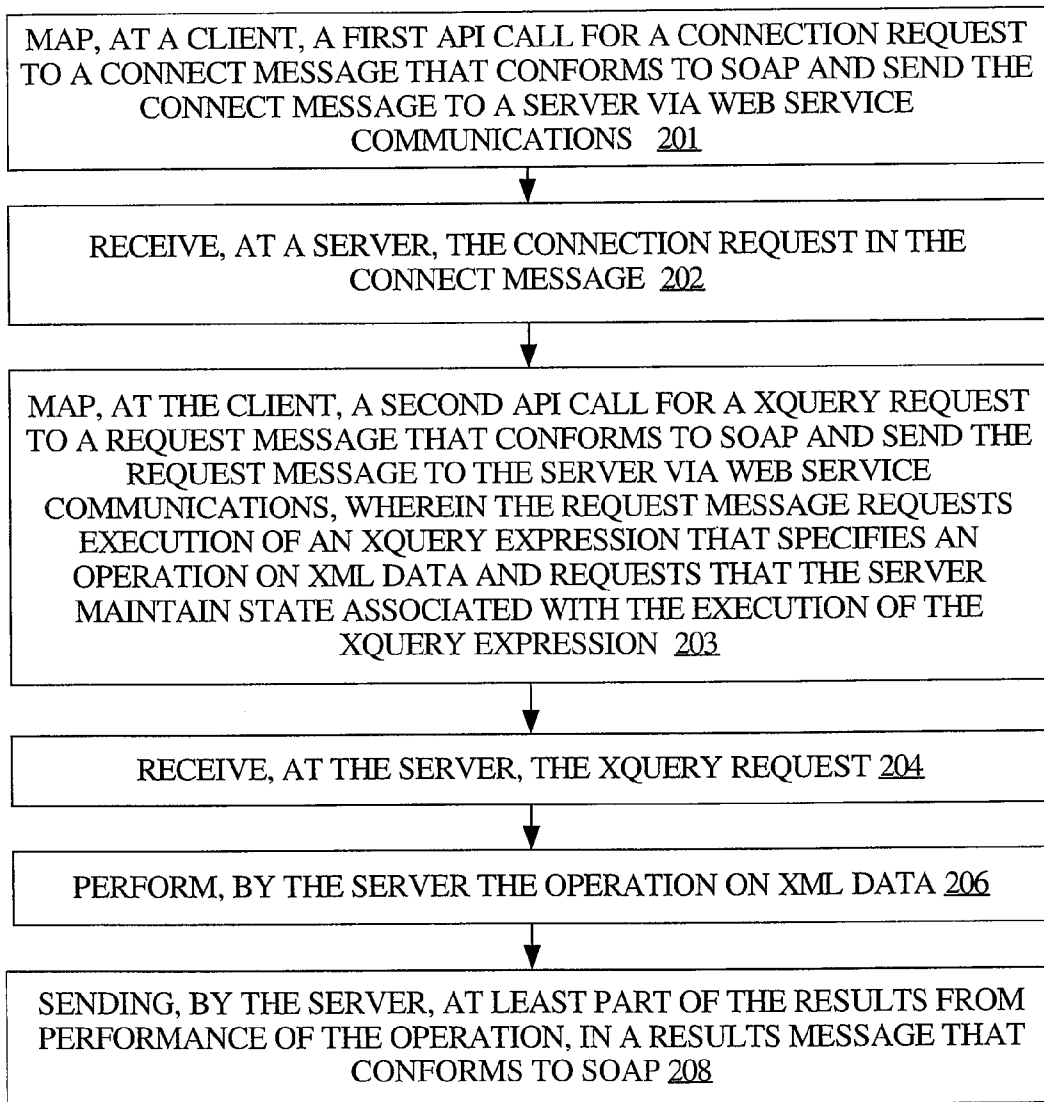 MAP, AT A CLIENT, A FIRST API CALL FOR A CONNECTION REQUEST
TO A CONNECT MESSAGE THAT CONFORMS TO SOAP AND SEND THE
CONNECT MESSAGE TO A SERVER VIA WEB SERVICE
COMMUNICATIONS 201
RECEIVE, AT A SERVER, THE CONNECTION REQUEST IN THE
CONNECT MESSAGE 202
MAP, AT THE CLIENT, A SECOND API CALL FOR A XQUERY REQUEST
TO A REQUEST MESSAGE THAT CONFORMS TO SOAP AND SEND THE
REQUEST MESSAGE TO THE SERVER VIA WEB SERVICE
COMMUNICATIONS, WHEREIN THE REQUEST MESSAGE REQUESTS
EXECUTION OF AN XQUERY EXPRESSION THAT SPECIFIES AN
OPERATION ON XML DATA AND REQUESTS THAT THE SERVER
MAINTAIN STATE ASSOCIATED WITH THE EXECUTION OF THE
XQUERY EXPRESSION 203
RECEIVE, AT THE SERVER, THE XQUERY REQUEST 204
PERFORM, BY THE SERVER THE OPERATION ON XML DATA 206
SENDING, BY THE SERVER, AT LEAST PART OF THE RESULTS FROM
PERFORMANCE OF THE OPERATION, IN A RESULTS MESSAGE THAT
CONFORMS TO SOAP 208